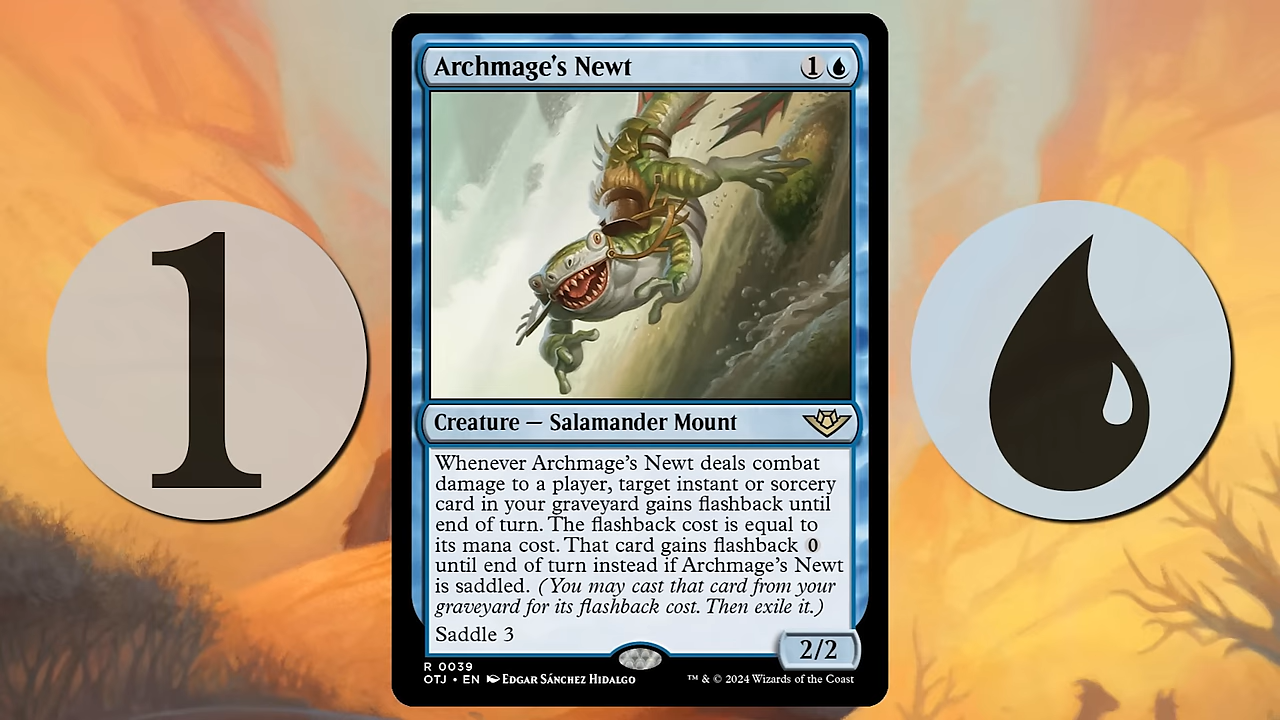 Archmage's Newt 1
1
Creature — Salamander Mount
Whenever Archmage's Newt deals combat
damage to a player, target instant or sorcery
card in your graveyard gains flashback until
end of turn. The flashback cost is equal to
its mana cost. That card gains flashback 0
until end of turn instead if Archmage's Newt
is saddled. (You may cast that card from your
graveyard for its flashback cost. Then exile it.)
Saddle 3
2/2
R 0039
OTJ • EN Edgar Sánchez Hidalgo
™ & © 2024 Wizards of the Coast